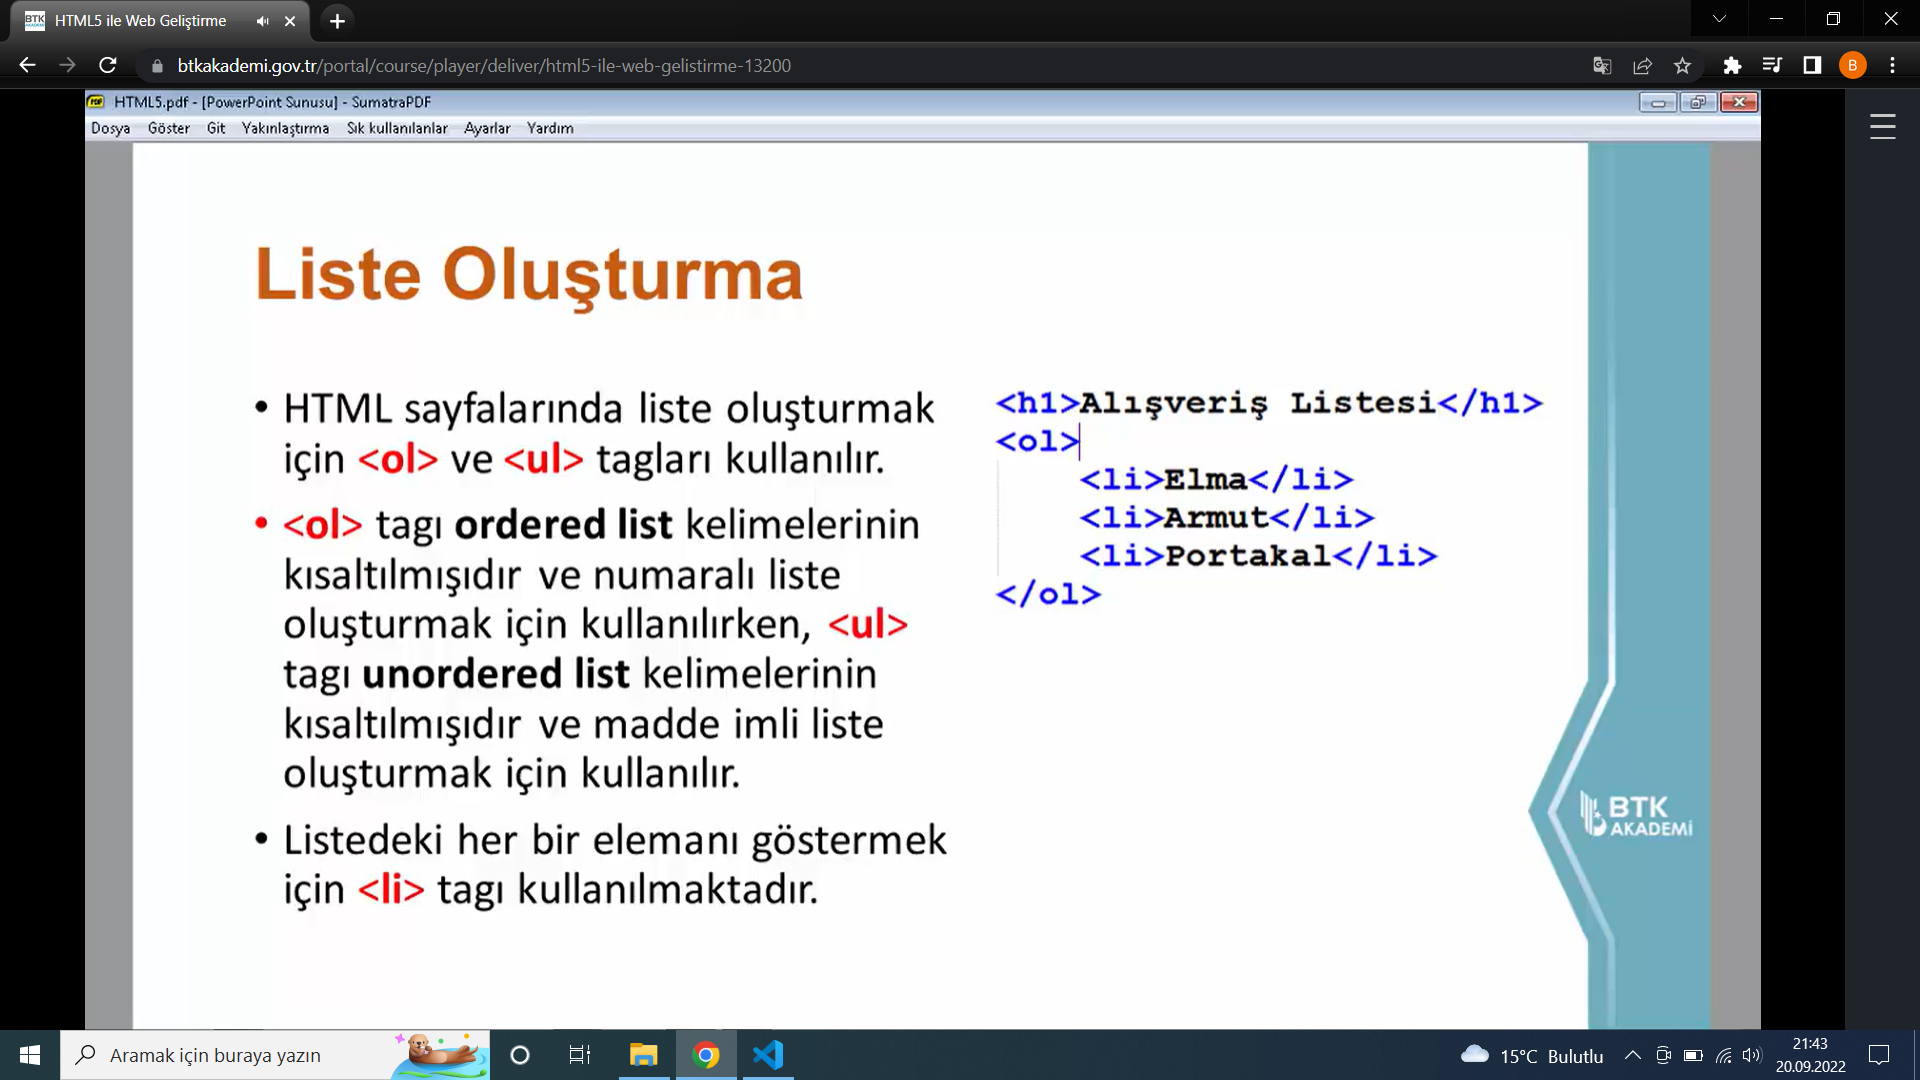 BTK
HTML5 ile Web Geliştirme
btkakademi.gov.tr/portal/course/player/deliver/html5-ile-web-gelistirme-13200
B
PDF
HTML5.pdf - [PowerPoint Sunusu] - SumatraPDF
Dosya Göster Git Yakınlaştırma Sık kullanılanlar Ayarlar Yardım
Liste Oluşturma
• HTML sayfalarında liste oluşturmak
için <ol> ve <ul> tagları kullanılır.
• <ol> tagı ordered list kelimelerinin
kısaltılmışıdır ve numaralı liste
oluşturmak için kullanılırken, <ul>
tagı unordered list kelimelerinin
kısaltılmışıdır ve madde imli liste
oluşturmak için kullanılır.
• Listedeki her bir elemanı göstermek
için <li> tagı kullanılmaktadır.
<h1>Alışveriş Listesi</h1>
<ol>
<li>Elma</li>
<li>Armut</li>
<li>Portakal</li>
</ol>
BTK
AKADEMİ
Aramak için buraya yazın
15°C Bulutlu
21:43
20.09.2022